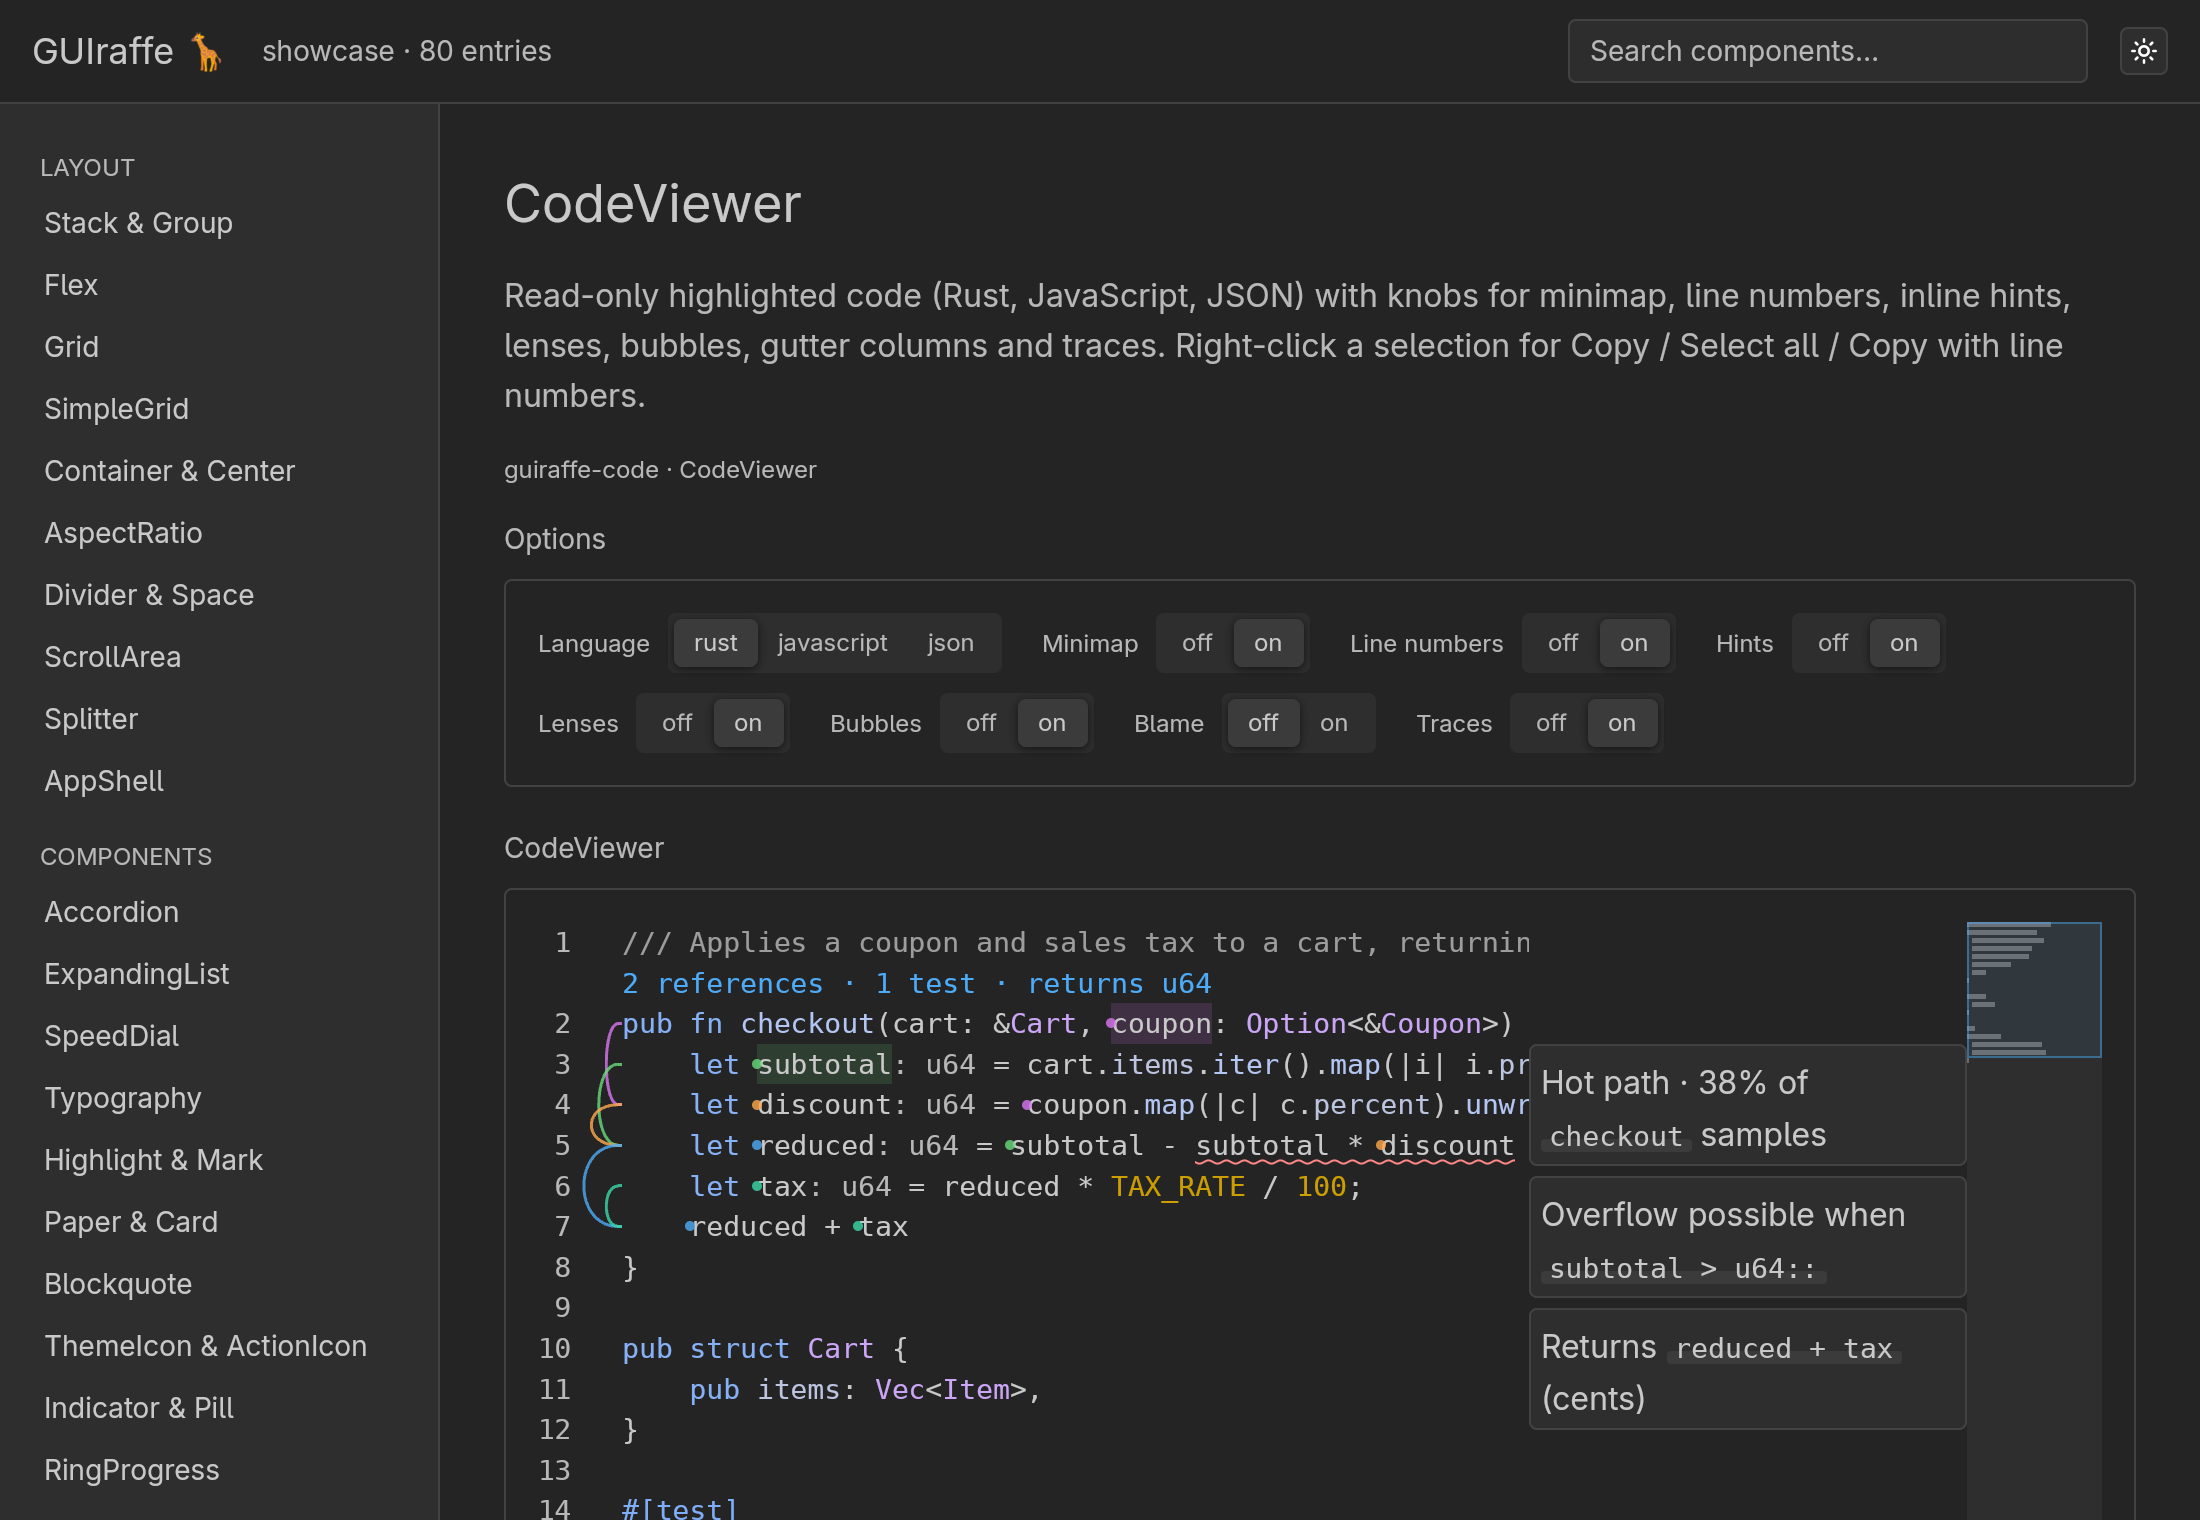 GUIraffe 🦒 showcase · 80 entries Search components...
LAYOUT
Stack & Group
Flex
Grid
SimpleGrid
Container & Center
AspectRatio
Divider & Space
ScrollArea
Splitter
AppShell
COMPONENTS
Accordion
ExpandingList
SpeedDial
Typography
Highlight & Mark
Paper & Card
Blockquote
ThemeIcon & ActionIcon
Indicator & Pill
RingProgress
CodeViewer
Read-only highlighted code (Rust, JavaScript, JSON) with knobs for minimap, line numbers, inline hints,
lenses, bubbles, gutter columns and traces. Right-click a selection for Copy / Select all / Copy with line
numbers.
guiraffe-code · CodeViewer
Options
Language rust javascript json Minimap off on Line numbers off on Hints off on
Lenses off on Bubbles off on Blame off on Traces off on
CodeViewer
1 /// Applies a coupon and sales tax to a cart, returnin
2 references · 1 test · returns u64
2 pub fn checkout(cart: &Cart, coupon: Option<&Coupon>)
3 let subtotal: u64 = cart.items.iter().map(|i| i.pr
4 let discount: u64 = coupon.map(|c| c.percent).unwr
5 let reduced: u64 = subtotal - subtotal * discount
6 let tax: u64 = reduced * TAX_RATE / 100;
7 reduced + tax
8 }
9
10 pub struct Cart {
11 pub items: Vec<Item>,
12 }
13
14 #[test]
Hot path · 38% of
checkout samples
Overflow possible when
subtotal > u64::
Returns reduced + tax
(cents)